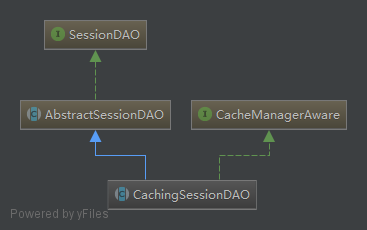 SessionDAO
AbstractSessionDAO
CacheManagerAware
CachingSessionDAO
Powered by yFiles